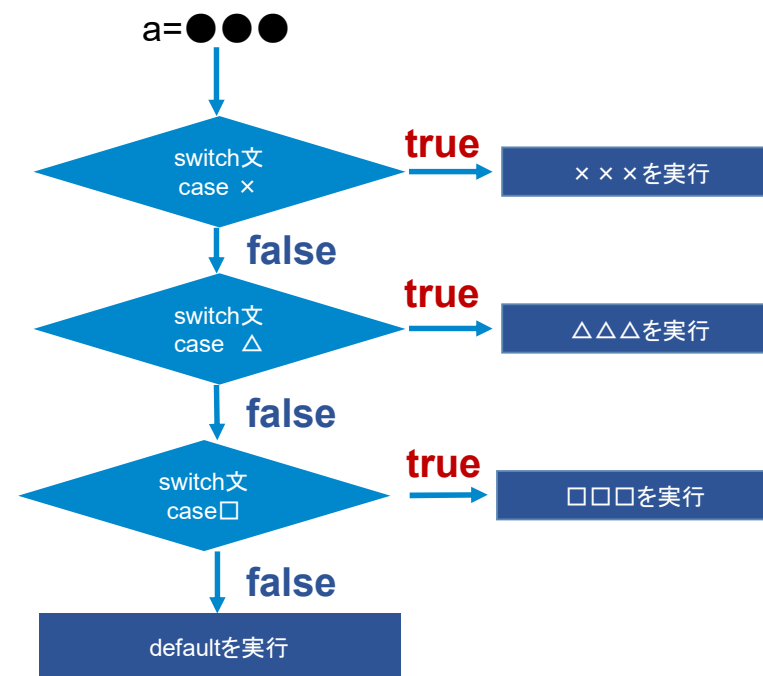 a=●●●
switch文
case ×
true
×××を実行
false
switch文
case △
true
△△△を実行
false
switch文
case□
true
□□□を実行
false
defaultを実行